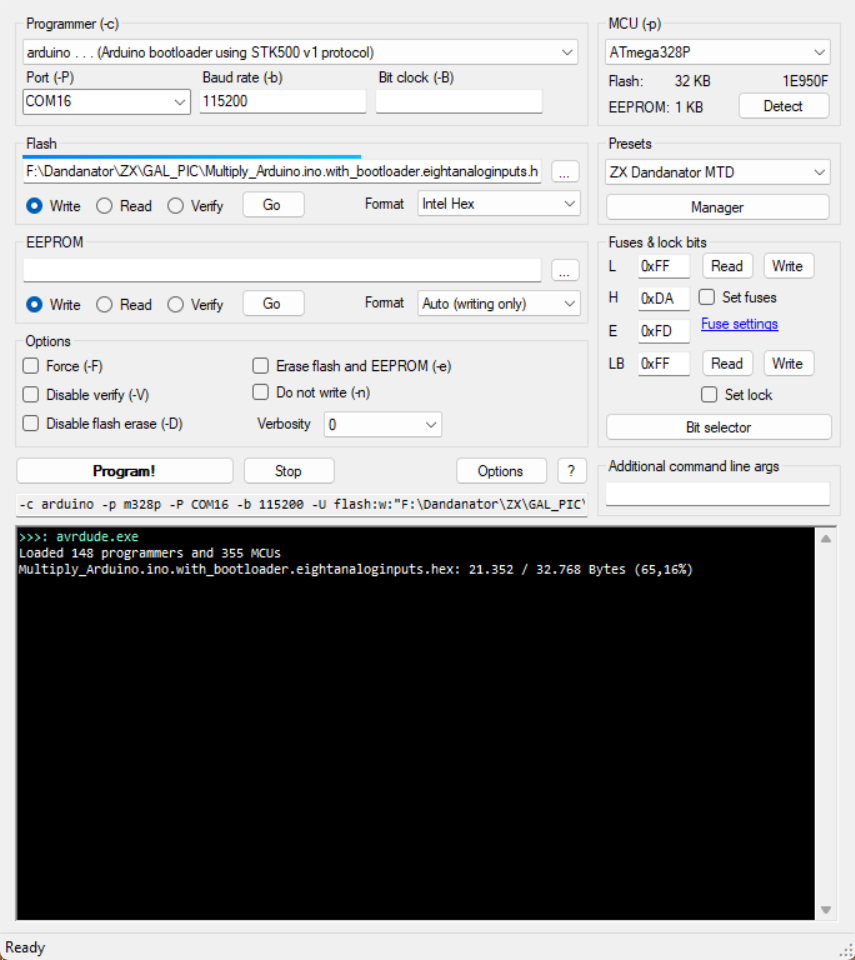 Programmer (-c)
arduino . . . (Arduino bootloader using STK500 v1 protocol)
Port (-P)
Baud rate (-b)
Bit clock (-B)
COM16
115200
MCU (-p)
ATmega328P
Flash: 32 KB 1E950F
EEPROM: 1 KB Detect
Flash
F:\Dandanator\ZX\GAL_PIC\Multiply_Arduino.ino.with_bootloader.eightanaloginputs.h
...
Write Read Verify Go Format Intel Hex
Presets
ZX Dandanator MTD
Manager
EEPROM
...
Write Read Verify Go Format Auto (writing only)
Fuses & lock bits
L 0xFF Read Write
H 0xDA Set fuses
E 0xFD Fuse settings
LB 0xFF Read Write
Set lock
Bit selector
Options
Force (-F) Erase flash and EEPROM (-e)
Disable verify (-V) Do not write (-n)
Disable flash erase (-D) Verbosity 0
Program! Stop Options ?
Additional command line args
-c arduino -p m328p -P COM16 -b 115200 -U flash:w:"F:\Dandanator\ZX\GAL_PIC\
>>>: avrdude.exe
Loaded 148 programmers and 355 MCUs
Multiply_Arduino.ino.with_bootloader.eightanaloginputs.hex: 21.352 / 32.768 Bytes (65,16%)
Ready